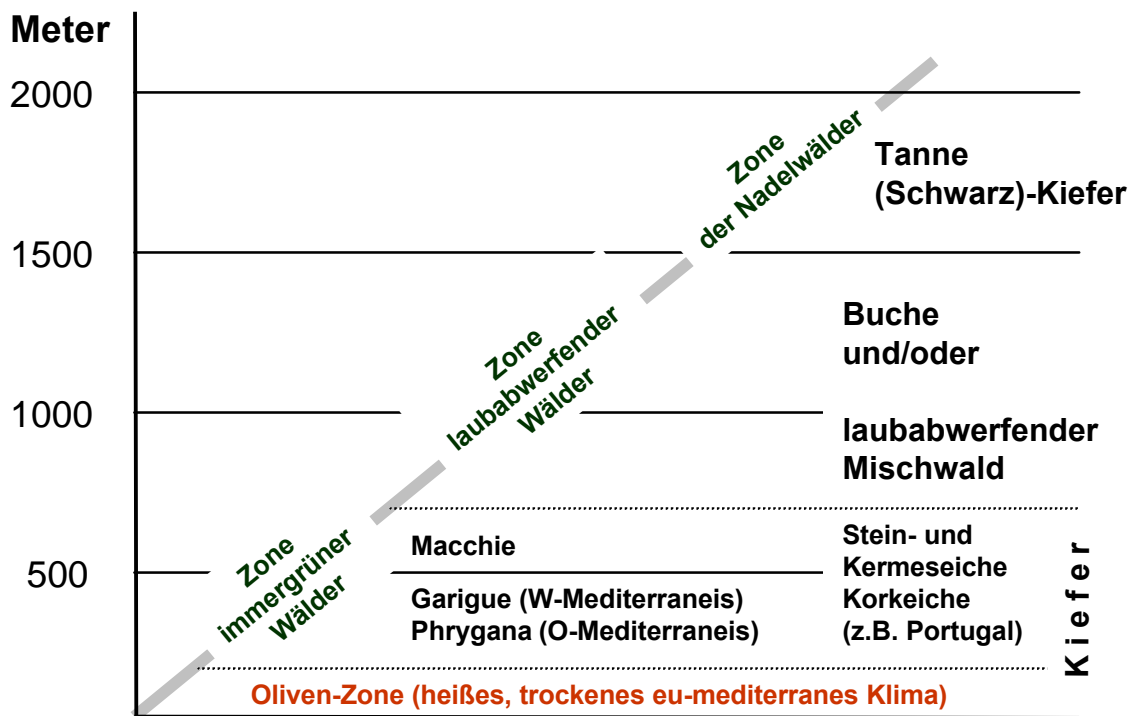 Meter
2000
Zone
der Nadelwälder
Tanne
(Schwarz)-Kiefer
1500
Zone
laubabwerfender
Wälder
Buche
und/oder
1000
laubabwerfender
Mischwald
Zone
immergrüner
Wälder
Macchie
Stein- und
Kermeseiche
Korkeiche
(z.B. Portugal)
Kiefer
500
Garigue (W-Mediterraneis)
Phrygana (O-Mediterraneis)
Oliven-Zone (heißes, trockenes eu-mediterranes Klima)